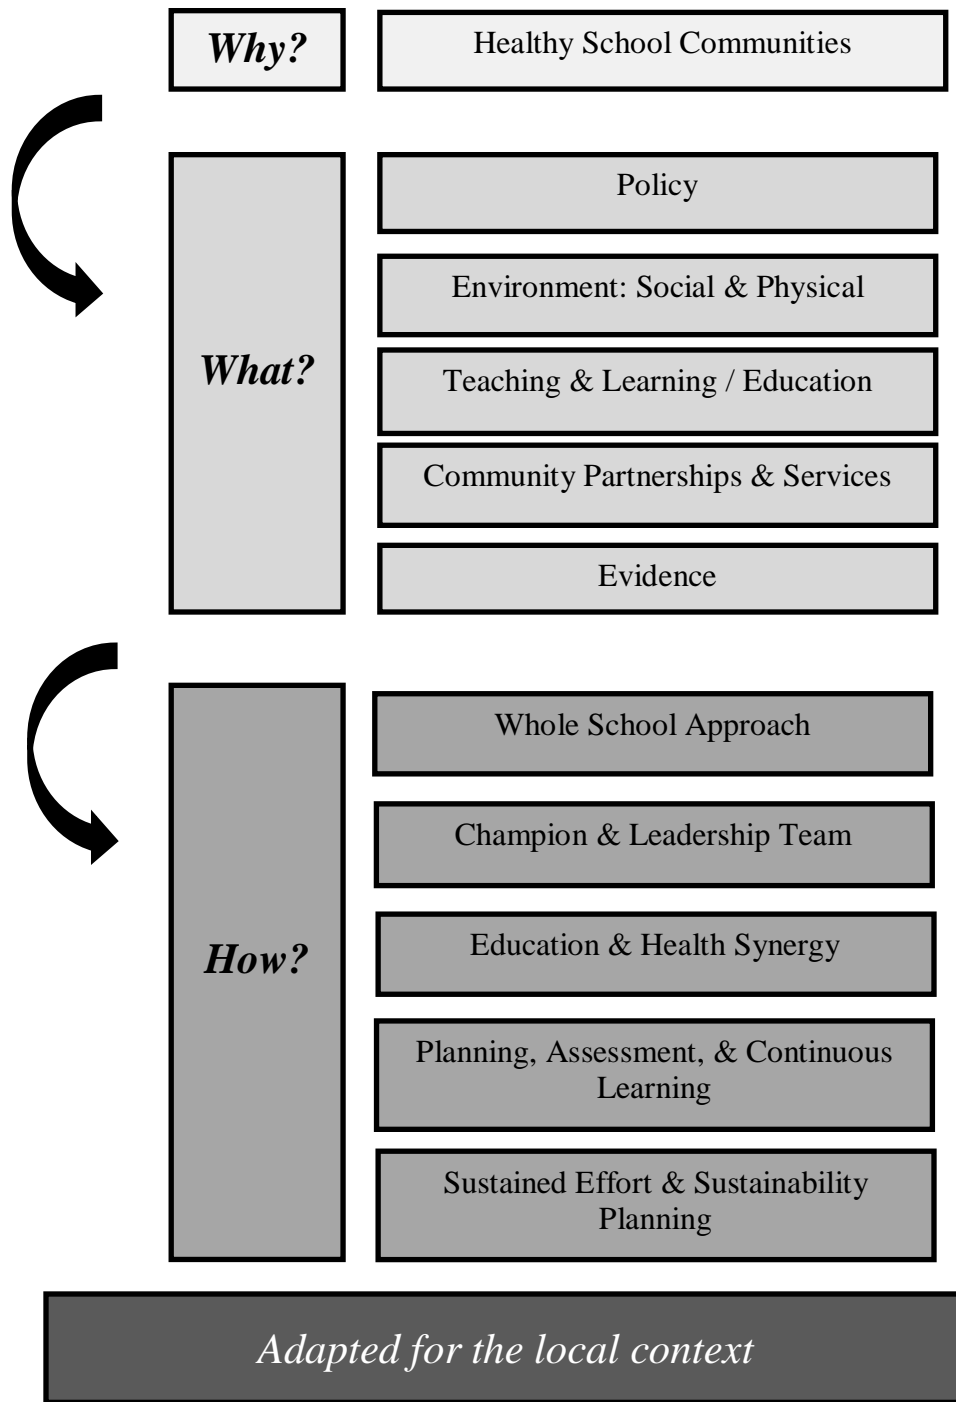 Why?
Healthy School Communities
What?
Policy
Environment: Social & Physical
Teaching & Learning / Education
Community Partnerships & Services
Evidence
How?
Whole School Approach
Champion & Leadership Team
Education & Health Synergy
Planning, Assessment, & Continuous
Learning
Sustained Effort & Sustainability
Planning
Adapted for the local context